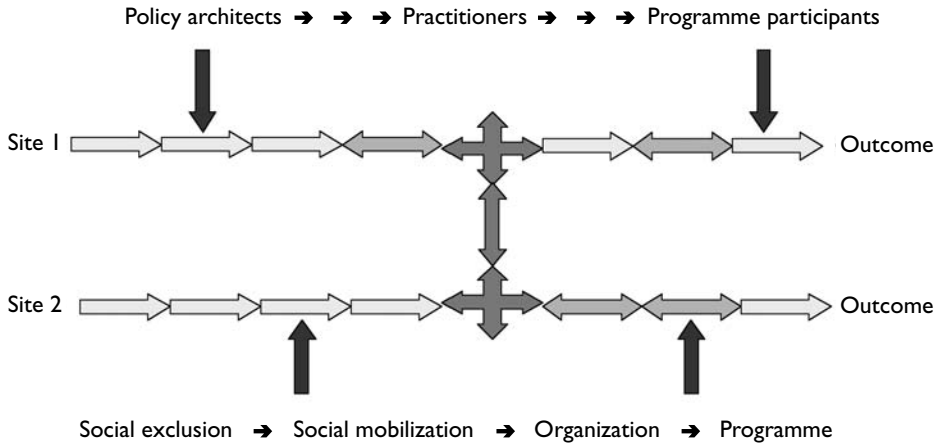 Policy architects → → → Practitioners → → → Programme participants
Site 1 Outcome
Site 2 Outcome
Social exclusion → Social mobilization → Organization → Programme